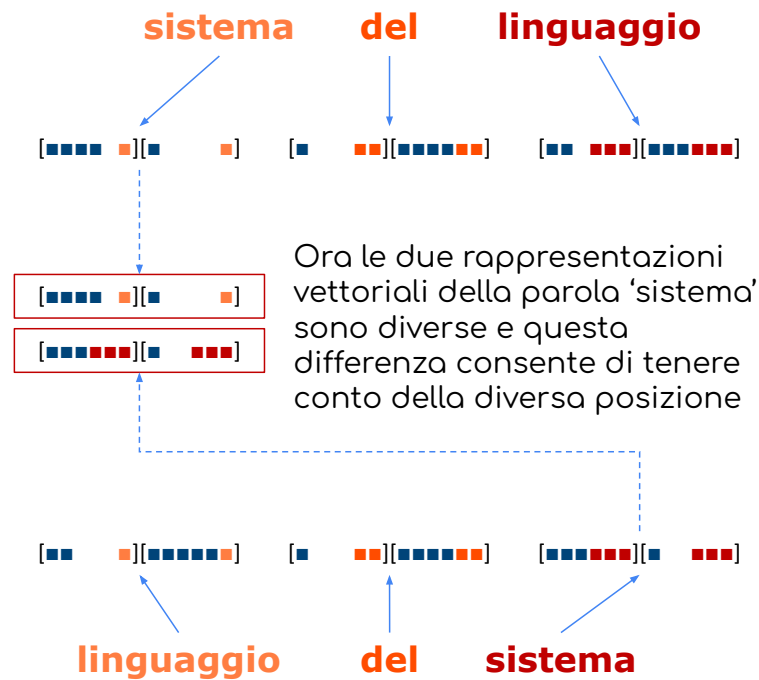 sistema del linguaggio
[■■■■ ■][■ ■] [■ ■■][■■■■■■] [■■ ■■■][■■■■■■]
[■■■■ ■][■ ■]
[■■■■■■][■ ■■■]
Ora le due rappresentazioni
vettoriali della parola ‘sistema’
sono diverse e questa
differenza consente di tenere
conto della diversa posizione
[■■ ■][■■■■■■] [■ ■■][■■■■■■] [■■■■■■][■ ■■■]
linguaggio del sistema